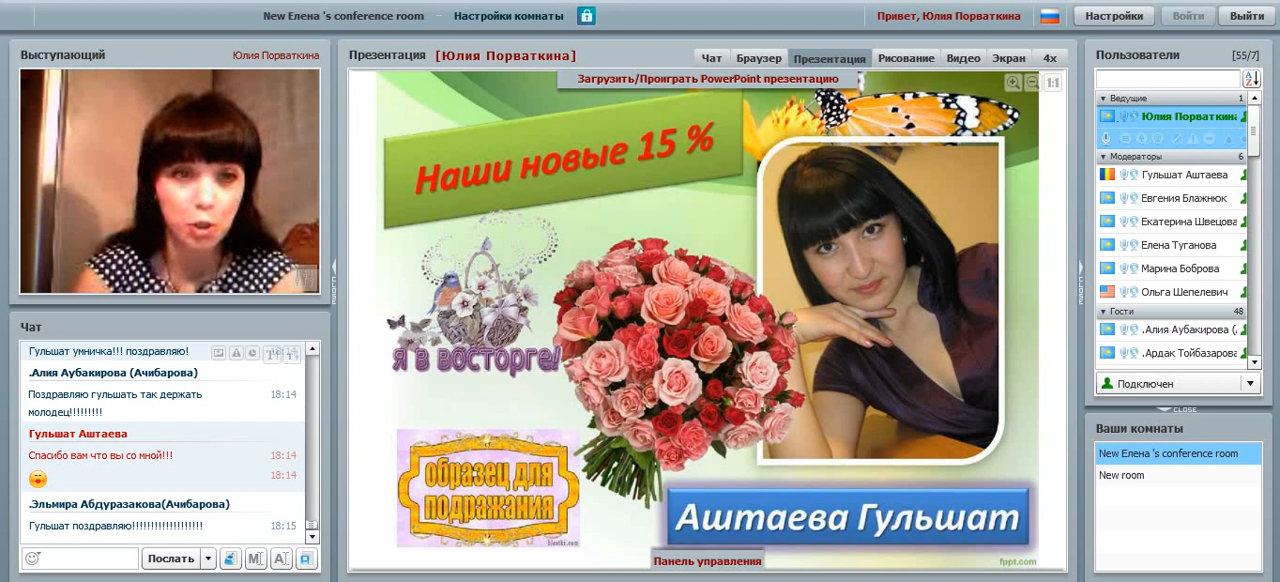 New Елена 's conference room
Настройки комнаты
Привет, Юлия Порваткина
Настройки
Войти
Выйти
Выступающий
Юлия Порваткина
Чат
Гульшат умничка!!! поздравляю!
.Алия Аубакирова (Ачибарова)
Поздравляю гульшать так держать 18:14
молодец!!!!!!!!!
Гульшат Аштаева
Спасибо вам что вы со мной!!! 18:14
18:14
.Эльмира Абдуразакова(Ачибарова)
Гульшат поздравляю!!!!!!!!!!!!!!!!!!! 18:15
Послать
Презентация [Юлия Порваткина]
Чат
Браузер
Презентация
Рисование
Видео
Экран
4x
Загрузить/Проиграть PowerPoint презентацию
1:1
Наши новые 15 %
я в восторге!
образец для
подражания
Аштаева Гульшат
fppt.com
Панель управления
Пользователи [55/7]
Ведущие 1
Юлия Порваткина
Модераторы 6
Гульшат Аштаева
Евгения Блажнюк
Екатерина Швецова
Елена Туганова
Марина Боброва
Ольга Шепелевич
Гости 48
.Алия Аубакирова (
.Ардак Тойбазарова
Подключен
CLOSE
Ваши комнаты
New Елена 's conference room
New room